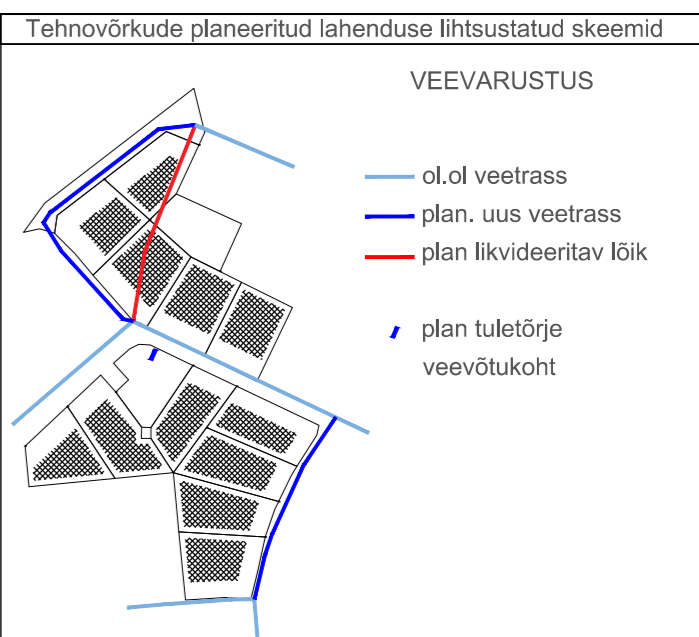 Tehnovõrkude planeeritud lahenduse lihtsustatud skeemid
VEEVARUSTUS
ol.ol veetrass
plan. uus veetrass
plan likvideeritav lõik
plan tuletõrje
veevõtukoht